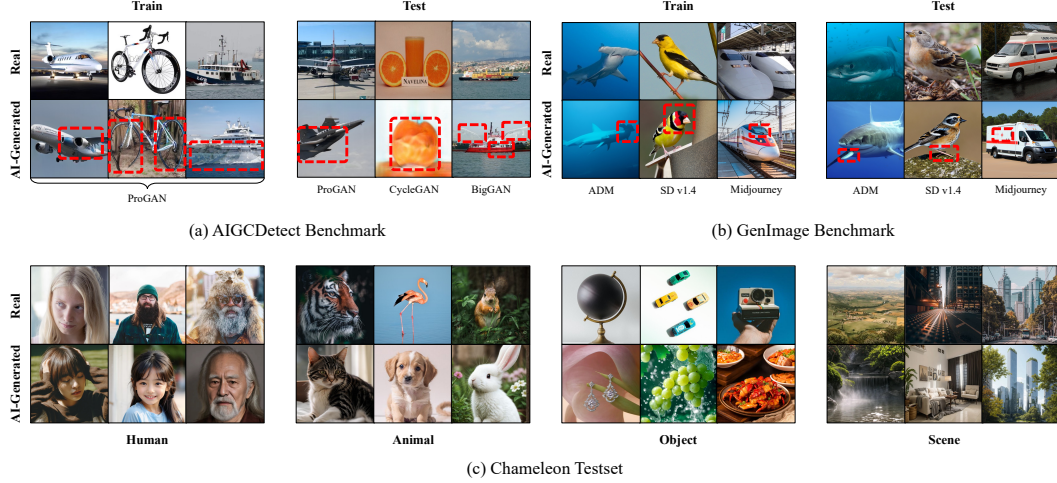 Train
Test
Train
Test
Real
AI-Generated
NAVELINA
ProGAN
ProGAN
CycleGAN
BigGAN
Real
AI-Generated
ADM
SD v1.4
Midjourney
ADM
SD v1.4
Midjourney
(a) AIGCDetect Benchmark
(b) GenImage Benchmark
Real
AI-Generated
Human
Animal
Object
Scene
(c) Chameleon Testset